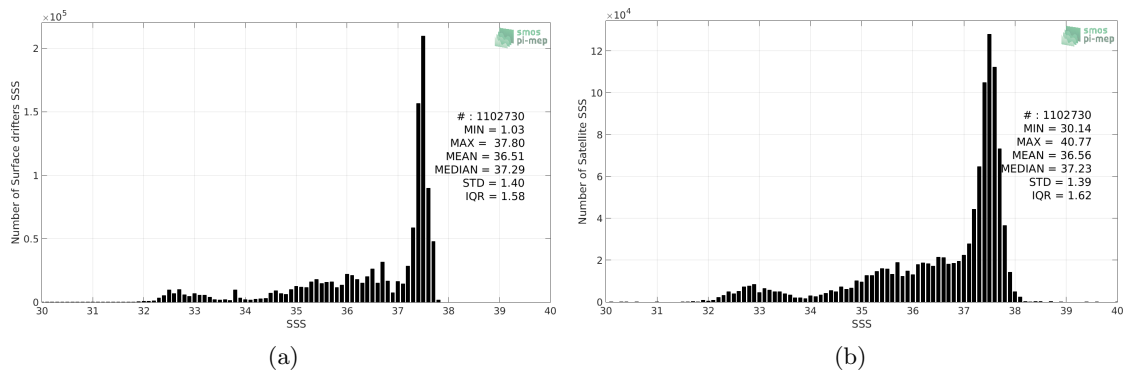 ×10⁵
2
1.5
1
0.5
0
Number of Surface drifters SSS
smos
pi-mep
# : 1102730
MIN = 1.03
MAX = 37.80
MEAN = 36.51
MEDIAN = 37.29
STD = 1.40
IQR = 1.58
30 31 32 33 34 35 36 37 38 39 40
SSS
(a)
×10⁴
12
10
8
6
4
2
0
Number of Satellite SSS
smos
pi-mep
# : 1102730
MIN = 30.14
MAX = 40.77
MEAN = 36.56
MEDIAN = 37.23
STD = 1.39
IQR = 1.62
30 31 32 33 34 35 36 37 38 39 40
SSS
(b)